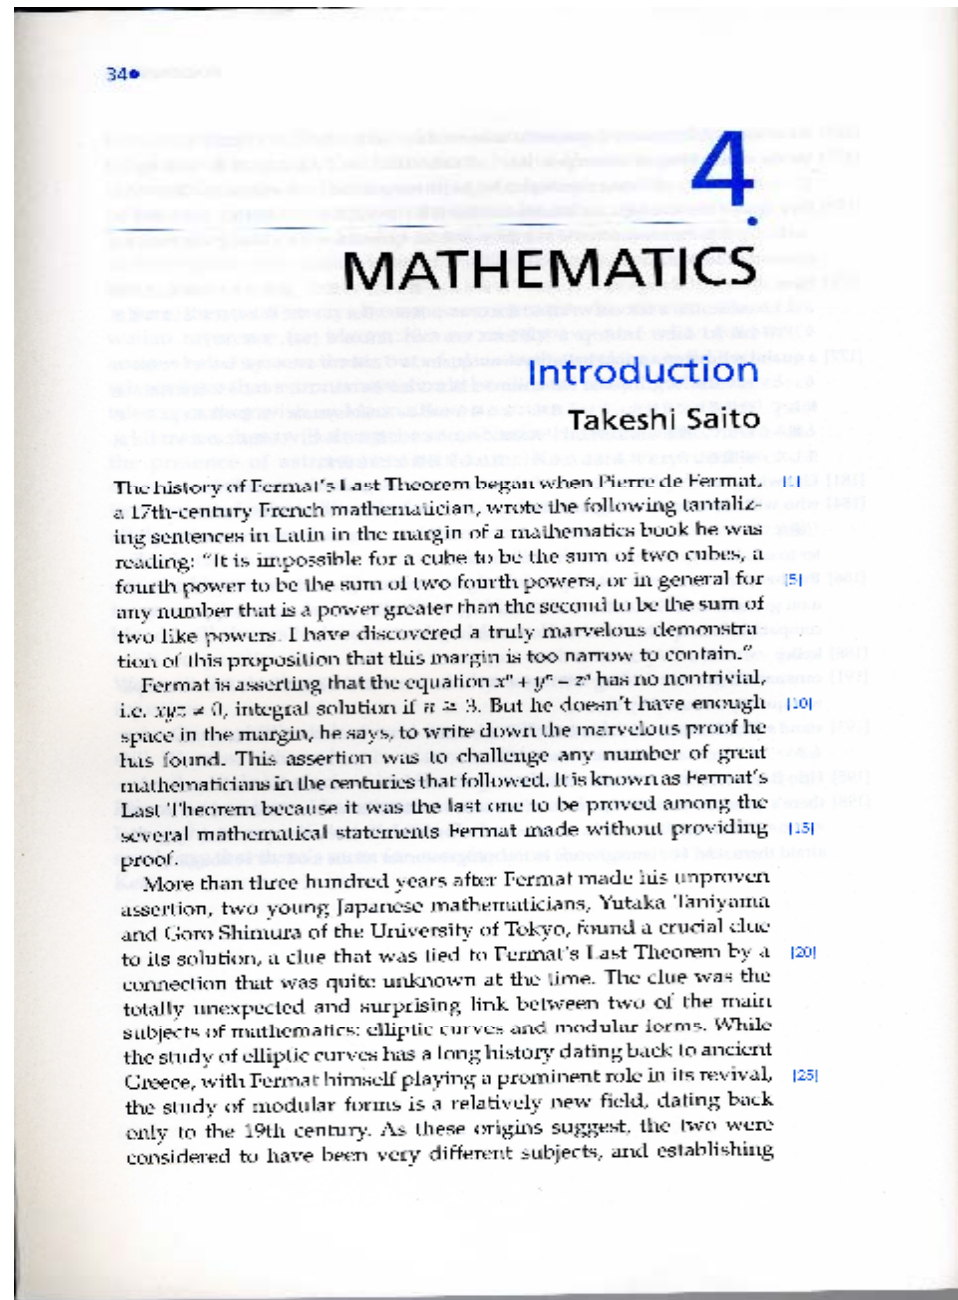 34•
4
MATHEMATICS
Introduction
Takeshi Saito
The history of Fermat's Last Theorem began when Pierre de Fermat, [1]
a 17th-century French mathematician, wrote the following tantaliz-
ing sentences in Latin in the margin of a mathematics book he was
reading: "It is impossible for a cube to be the sum of two cubes, a
fourth power to be the sum of two fourth powers, or in general for [5]
any number that is a power greater than the second to be the sum of
two like powers. I have discovered a truly marvelous demonstra
tion of this proposition that this margin is too narrow to contain."
Fermat is asserting that the equation xⁿ + yⁿ = zⁿ has no nontrivial,
i.e. xyz ≠ 0, integral solution if n ≥ 3. But he doesn't have enough [10]
space in the margin, he says, to write down the marvelous proof he
has found. This assertion was to challenge any number of great
mathematicians in the centuries that followed. It is known as Fermat's
Last Theorem because it was the last one to be proved among the
several mathematical statements Fermat made without providing [15]
proof.
More than three hundred years after Fermat made his unproven
assertion, two young Japanese mathematicians, Yutaka Taniyama
and Goro Shimura of the University of Tokyo, found a crucial clue
to its solution, a clue that was tied to Fermat's Last Theorem by a [20]
connection that was quite unknown at the time. The clue was the
totally unexpected and surprising link between two of the main
subjects of mathematics: elliptic curves and modular forms. While
the study of elliptic curves has a long history dating back to ancient
Greece, with Fermat himself playing a prominent role in its revival, [25]
the study of modular forms is a relatively new field, dating back
only to the 19th century. As these origins suggest, the two were
considered to have been very different subjects, and establishing